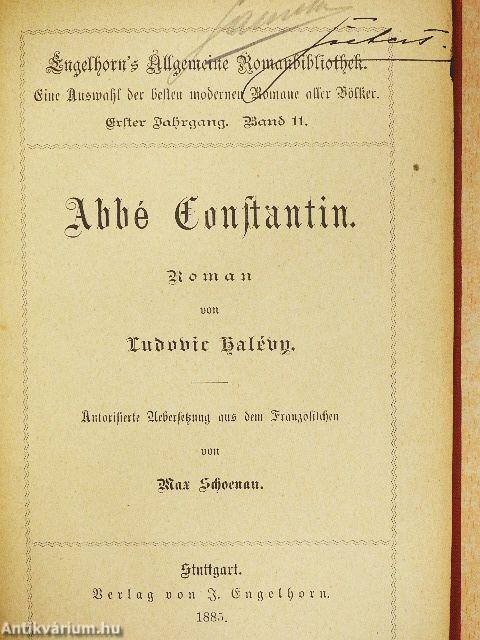 Engelhorn's Allgemeine Romanbibliothek.
Eine Auswahl der besten modernen Romane aller Völker.
Erster Jahrgang. Band 11.
Abbé Constantin.
Roman
von
Ludovic Halévy.
Autorisierte Uebersetzung aus dem Französischen
von
Max Schoenau.
Stuttgart.
Verlag von J. Engelhorn.
1885.
Antikvárium.hu